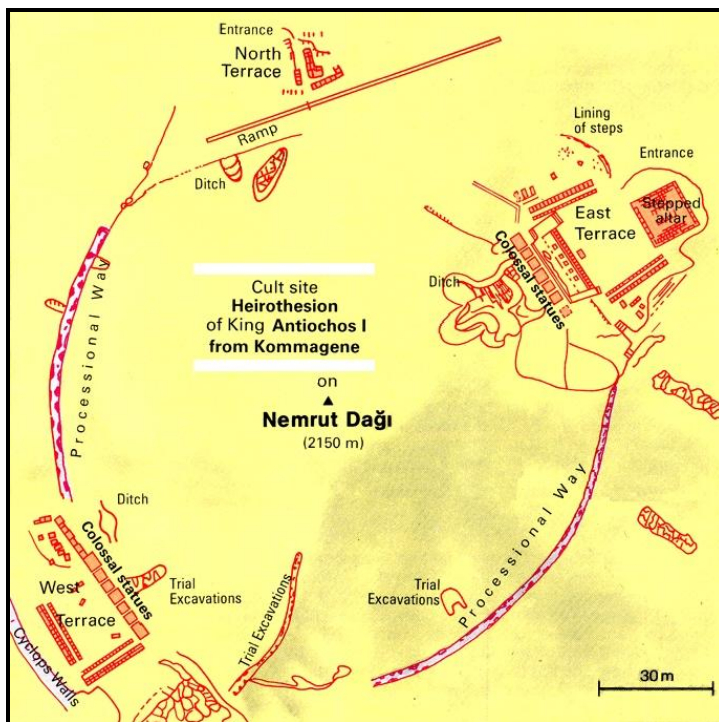 Entrance
North
Terrace
Ramp
Ditch
Lining
of steps
Entrance
Stepped
altar
East
Terrace
Colossal statues
Ditch
Processional Way
Cult site
Heirothesion
of King Antiochos I
from Kommagene
on
Nemrut Dağı
(2150 m)
Processional Way
Ditch
Colossal statues
Trial
Excavations
West
Terrace
Cyclops Walls
Trial Excavations
Trial
Excavations
30 m